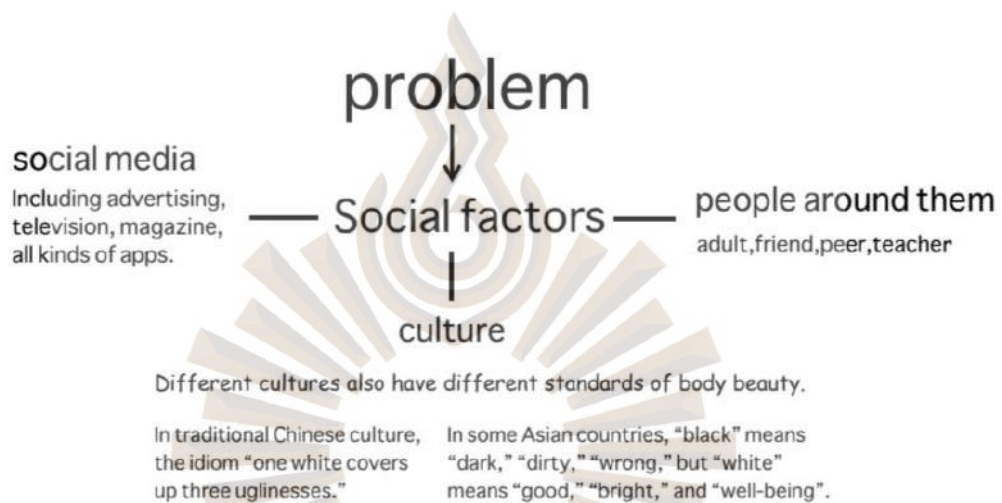 problem
social media
Including advertising,
television, magazine,
all kinds of apps.
Social factors
people around them
adult,friend,peer,teacher
culture
Different cultures also have different standards of body beauty.
In traditional Chinese culture,
the idiom “one white covers
up three uglinesses.”
In some Asian countries, “black” means
“dark,” “dirty,” “wrong,” but “white”
means “good,” “bright,” and “well-being”.